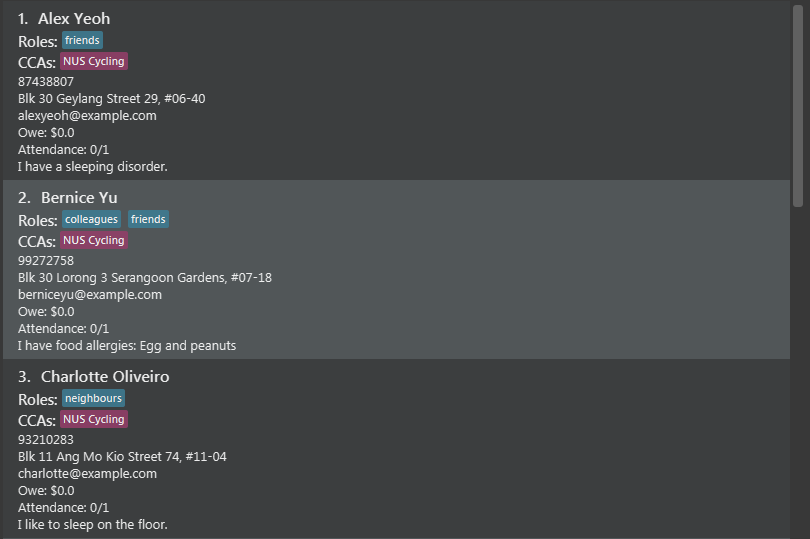 1. Alex Yeoh
Roles: friends
CCAs: NUS Cycling
87438807
Blk 30 Geylang Street 29, #06-40
alexyeoh@example.com
Owe: $0.0
Attendance: 0/1
I have a sleeping disorder.
2. Bernice Yu
Roles: colleagues friends
CCAs: NUS Cycling
99272758
Blk 30 Lorong 3 Serangoon Gardens, #07-18
berniceyu@example.com
Owe: $0.0
Attendance: 0/1
I have food allergies: Egg and peanuts
3. Charlotte Oliveiro
Roles: neighbours
CCAs: NUS Cycling
93210283
Blk 11 Ang Mo Kio Street 74, #11-04
charlotte@example.com
Owe: $0.0
Attendance: 0/1
I like to sleep on the floor.